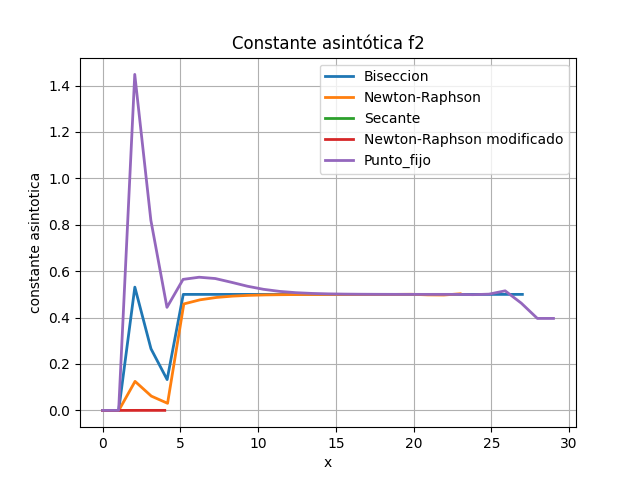 Constante asintótica f2
Biseccion
Newton-Raphson
Secante
Newton-Raphson modificado
Punto_fijo
constante asintotica
1.4
1.2
1.0
0.8
0.6
0.4
0.2
0.0
0
5
10
15
20
25
30
x